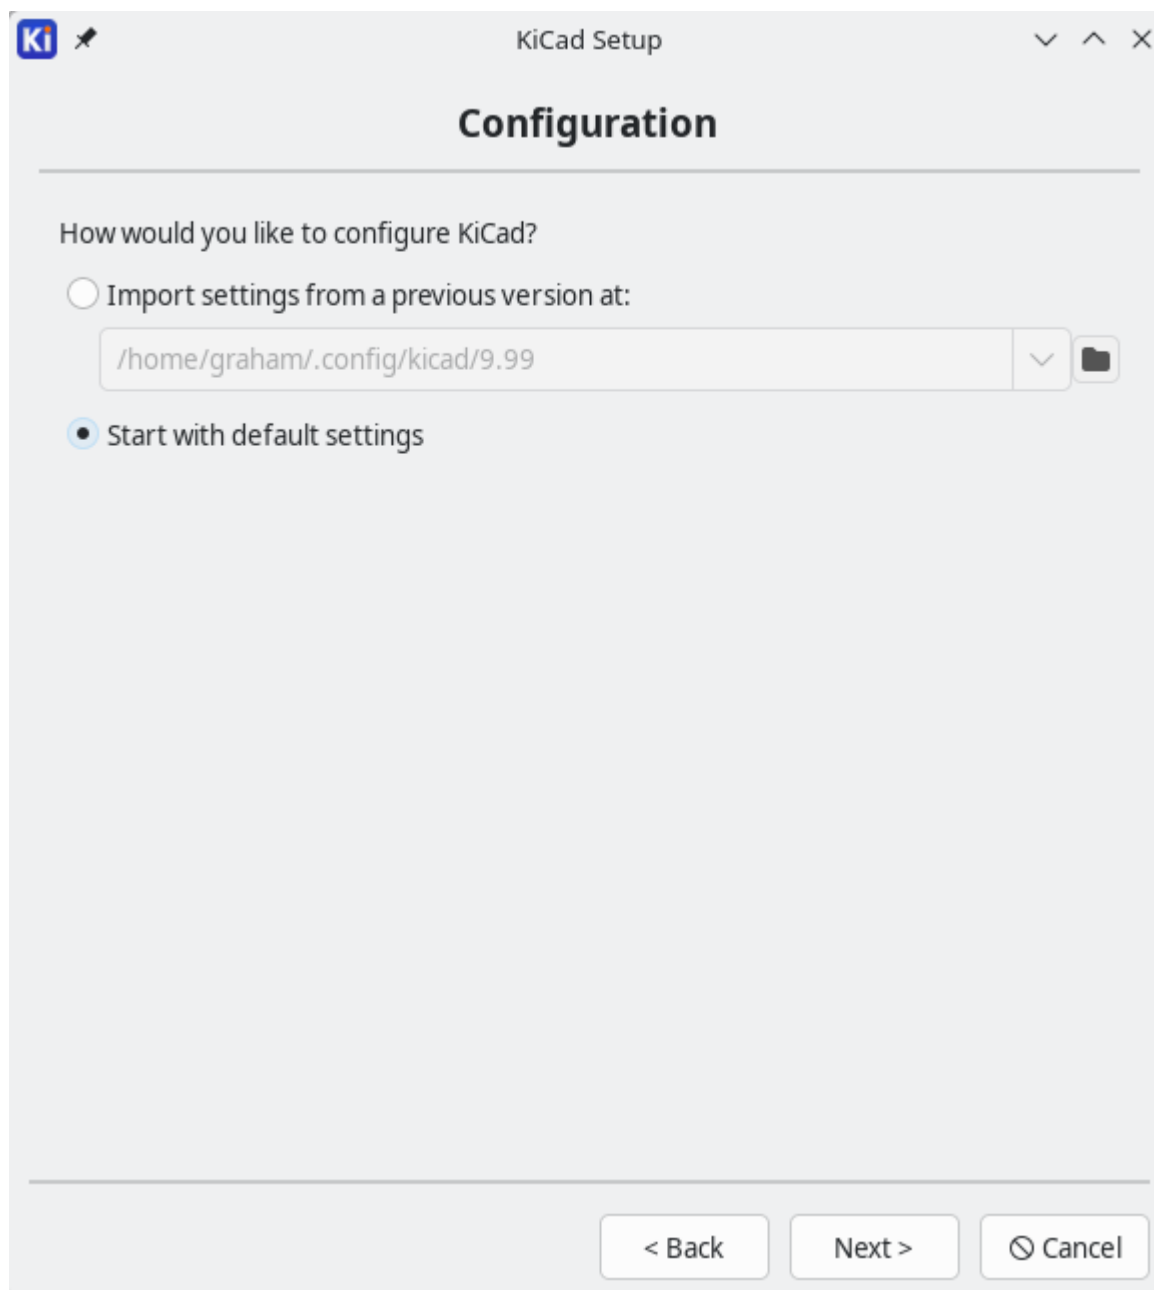 Ki KiCad Setup
Configuration
How would you like to configure KiCad?
Import settings from a previous version at:
/home/graham/.config/kicad/9.99
Start with default settings
< Back Next > Cancel